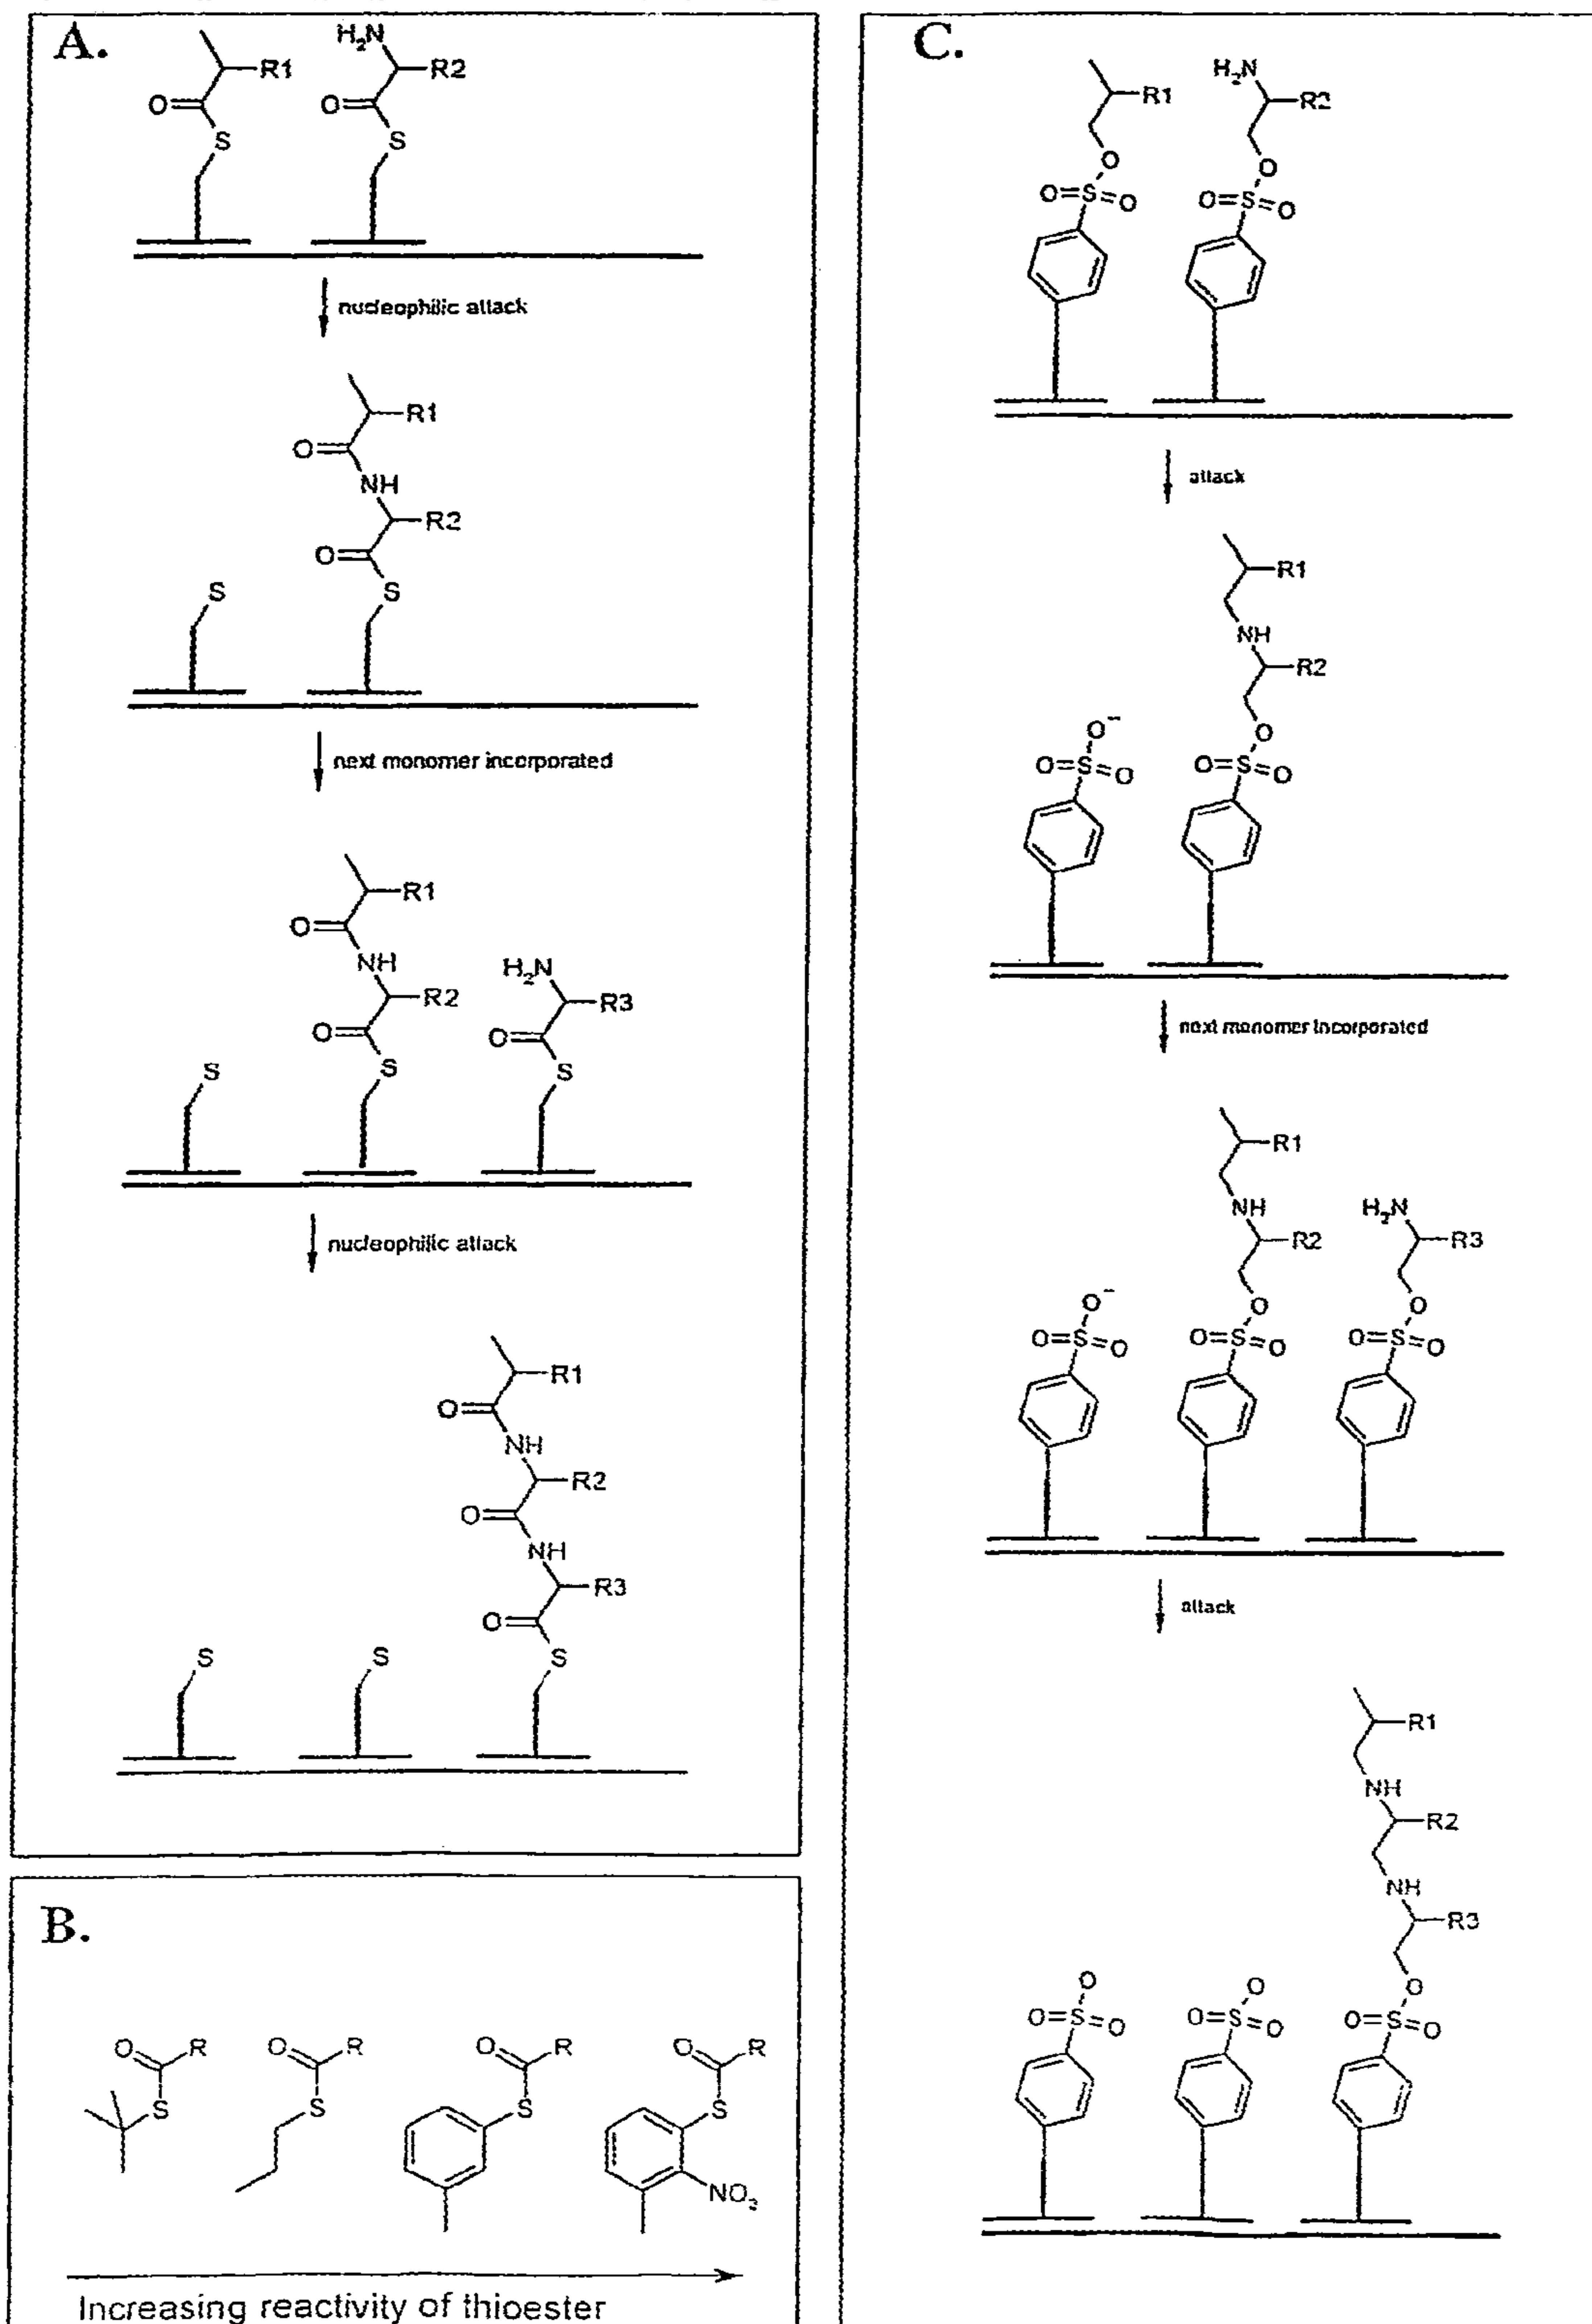 A.
H₂N
R1
R2
O=
O=
S
S
nucleophilic attack
R1
O=
NH
R2
O=
S
S
next monomer incorporated
R1
O=
NH
H₂N
R2
R3
O=
O=
S
S
S
nucleophilic attack
R1
O=
NH
R2
O=
NH
R3
O=
S
S
S
B.
O R O R O R O R
S S S S
NO₂
Increasing reactivity of thioester
C.
H₂N
R1
R2
O
O
O=S=O
O=S=O
attack
R1
NH
R2
O⁻
O
O=S=O
O=S=O
next monomer incorporated
R1
NH
H₂N
R2
R3
O⁻
O
O
O=S=O
O=S=O
O=S=O
attack
R1
NH
R2
NH
R3
O
O
O
O=S=O
O=S=O
O=S=O